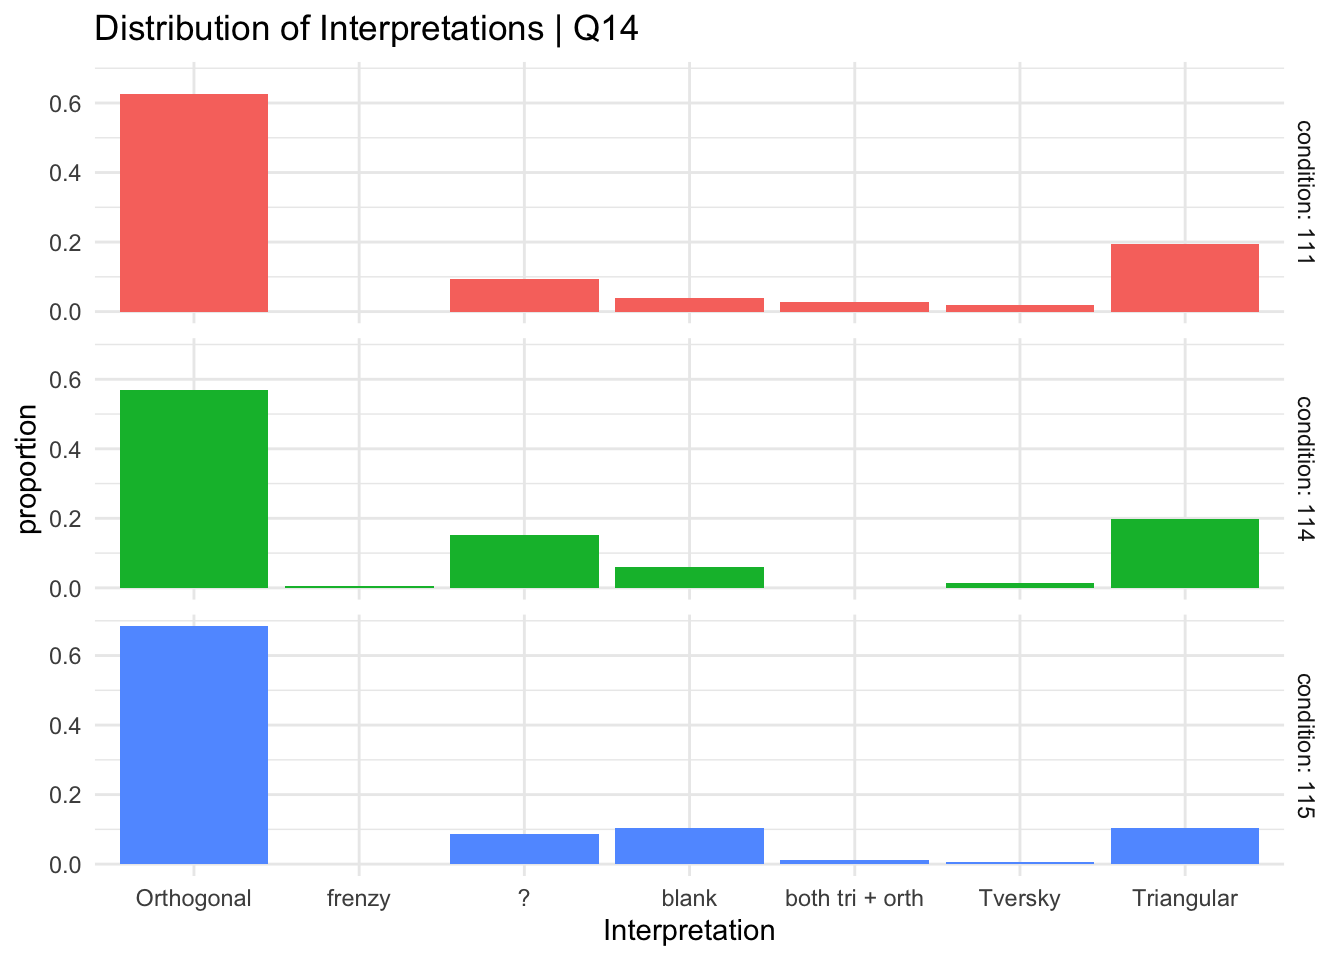 Distribution of Interpretations | Q14
0.6
0.4
0.2
0.0
condition: 111
0.6
0.4
0.2
0.0
condition: 114
0.6
0.4
0.2
0.0
condition: 115
proportion
Orthogonal frenzy ? blank both tri + orth Tversky Triangular
Interpretation